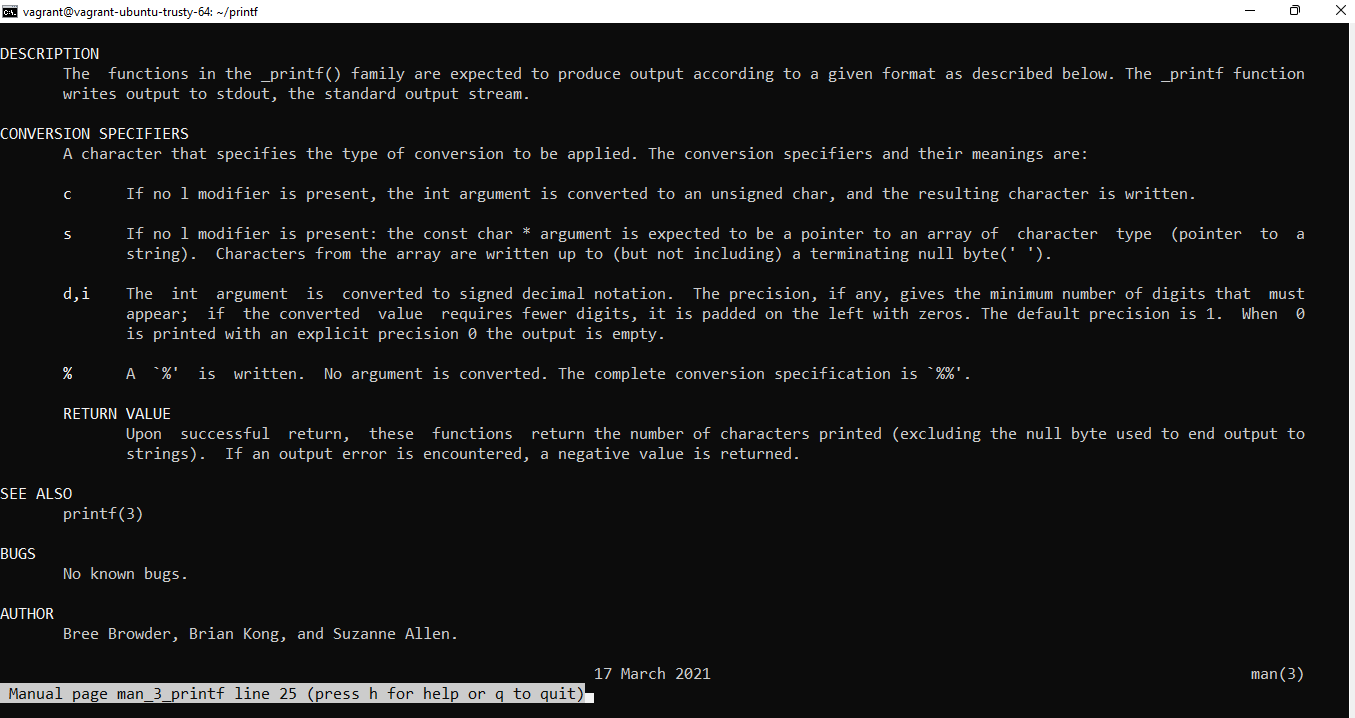 vagrant@vagrant-ubuntu-trusty-64: ~/printf
DESCRIPTION
The functions in the _printf() family are expected to produce output according to a given format as described below. The _printf function
writes output to stdout, the standard output stream.
CONVERSION SPECIFIERS
A character that specifies the type of conversion to be applied. The conversion specifiers and their meanings are:
c If no l modifier is present, the int argument is converted to an unsigned char, and the resulting character is written.
s If no l modifier is present: the const char * argument is expected to be a pointer to an array of character type (pointer to a
string). Characters from the array are written up to (but not including) a terminating null byte(' ').
d,i The int argument is converted to signed decimal notation. The precision, if any, gives the minimum number of digits that must
appear; if the converted value requires fewer digits, it is padded on the left with zeros. The default precision is 1. When 0
is printed with an explicit precision 0 the output is empty.
% A `%' is written. No argument is converted. The complete conversion specification is `%%'.
RETURN VALUE
Upon successful return, these functions return the number of characters printed (excluding the null byte used to end output to
strings). If an output error is encountered, a negative value is returned.
SEE ALSO
printf(3)
BUGS
No known bugs.
AUTHOR
Bree Browder, Brian Kong, and Suzanne Allen.
17 March 2021 man(3)
Manual page man_3_printf line 25 (press h for help or q to quit)